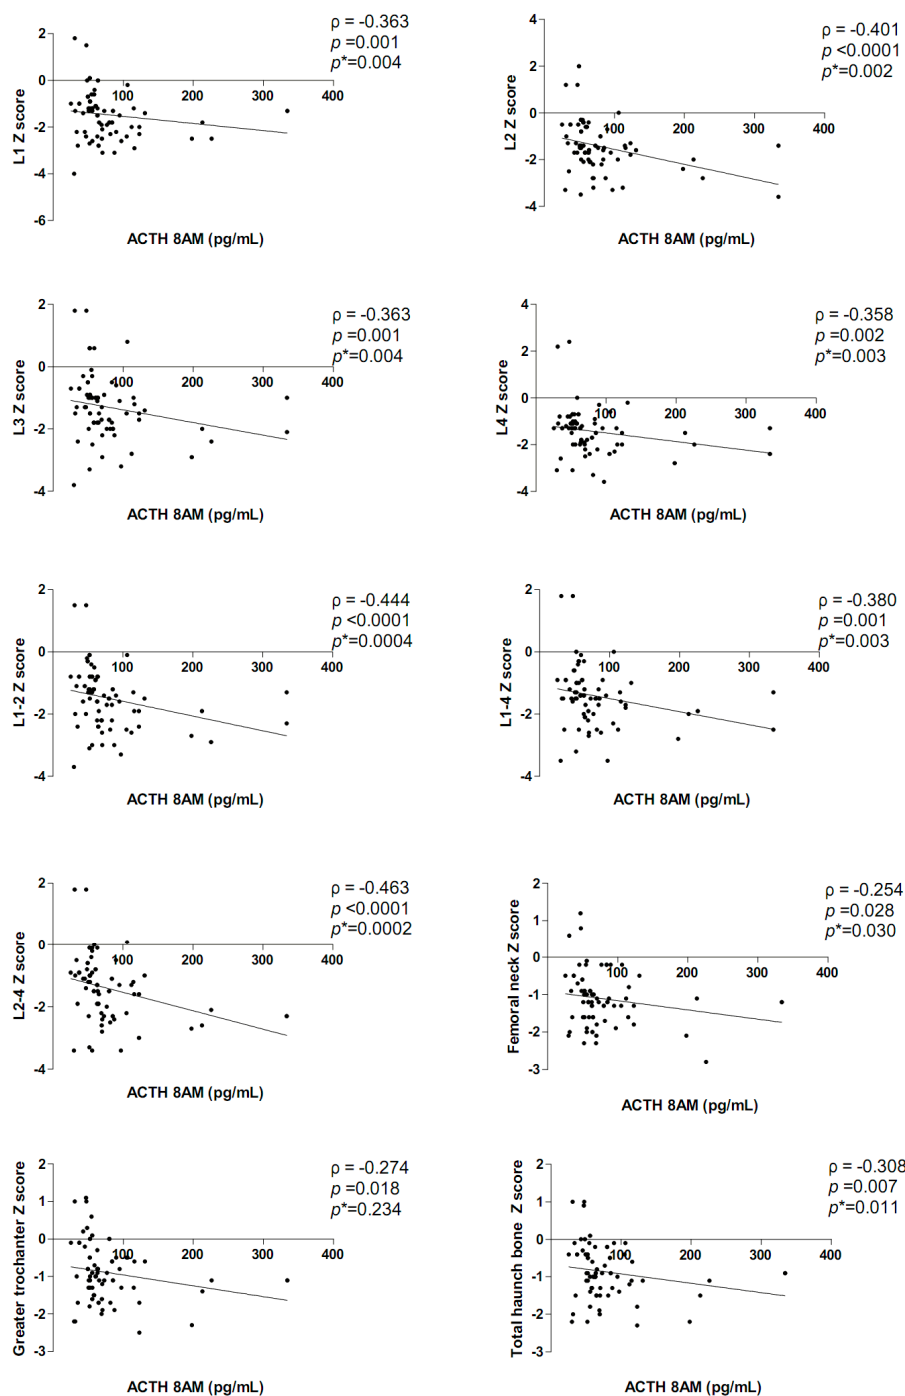 ρ = -0.363
p =0.001
p*=0.004
2
0
-2
-4
-6
100
200
300
400
L1 Z score
ACTH 8AM (pg/mL)
ρ = -0.401
p <0.0001
p*=0.002
4
2
0
-2
-4
100
200
300
400
L2 Z score
ACTH 8AM (pg/mL)
ρ = -0.363
p =0.001
p*=0.004
2
0
-2
-4
100
200
300
400
L3 Z score
ACTH 8AM (pg/mL)
ρ = -0.358
p =0.002
p*=0.003
4
2
0
-2
-4
100
200
300
400
L4 Z score
ACTH 8AM (pg/mL)
ρ = -0.444
p <0.0001
p*=0.0004
2
0
-2
-4
100
200
300
400
L1-2 Z score
ACTH 8AM (pg/mL)
ρ = -0.380
p =0.001
p*=0.003
2
0
-2
-4
100
200
300
400
L1-4 Z score
ACTH 8AM (pg/mL)
ρ = -0.463
p <0.0001
p*=0.0002
2
0
-2
-4
100
200
300
400
L2-4 Z score
ACTH 8AM (pg/mL)
ρ = -0.254
p =0.028
p*=0.030
2
1
0
-1
-2
-3
100
200
300
400
Femoral neck Z score
ACTH 8AM (pg/mL)
ρ = -0.274
p =0.018
p*=0.234
2
1
0
-1
-2
-3
100
200
300
400
Greater trochanter Z score
ACTH 8AM (pg/mL)
ρ = -0.308
p =0.007
p*=0.011
2
1
0
-1
-2
-3
100
200
300
400
Total haunch bone Z score
ACTH 8AM (pg/mL)